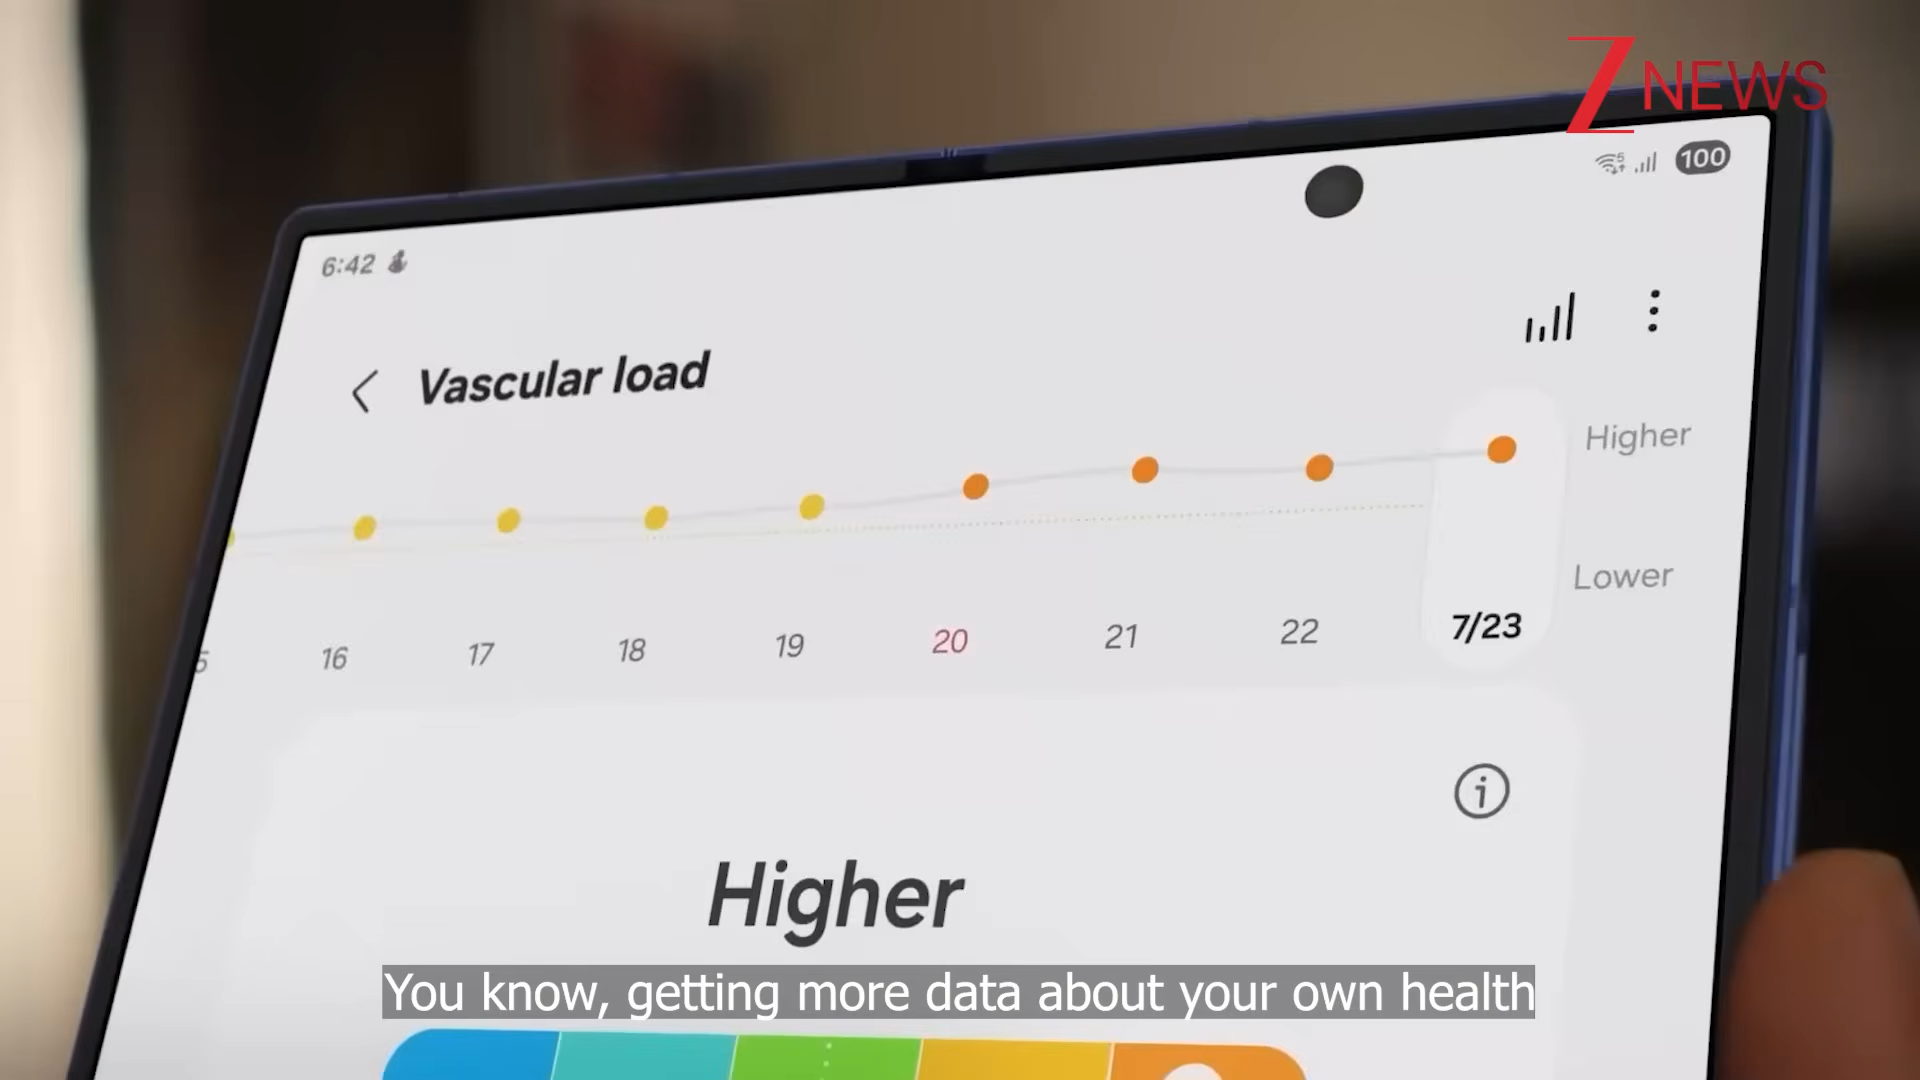 Z NEWS
6:42
100
Vascular load
Higher
Lower
16 17 18 19 20 21 22 7/23
Higher
You know, getting more data about your own health